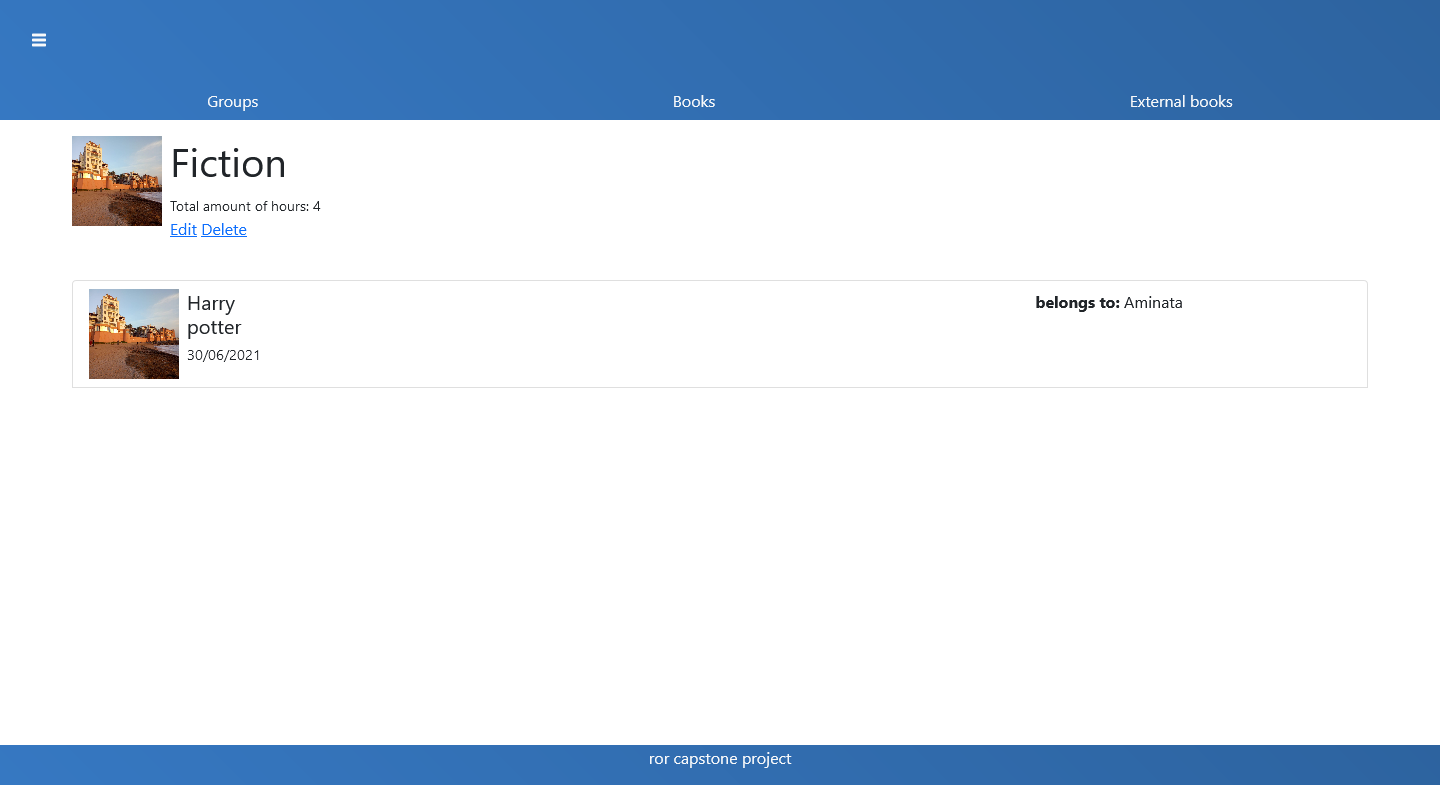 Groups Books External books
Fiction
Total amount of hours: 4
Edit Delete
Harry
potter
30/06/2021
belongs to: Aminata
ror capstone project